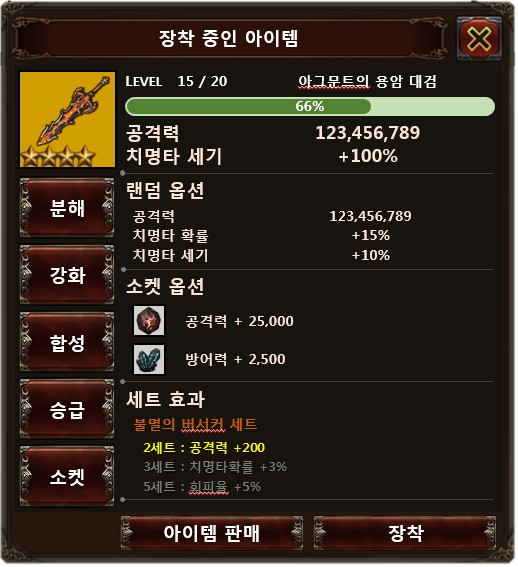 장착 중인 아이템
LEVEL 15 / 20 아그문트의 용암 대검
66%
공격력 123,456,789
치명타 세기 +100%
랜덤 옵션
공격력 123,456,789
치명타 확률 +15%
치명타 세기 +10%
소켓 옵션
공격력 + 25,000
방어력 + 2,500
세트 효과
불멸의 버서커 세트
2세트 : 공격력 +200
3세트 : 치명타확률 +3%
5세트 : 회피율 +5%
분해
강화
합성
승급
소켓
아이템 판매 장착